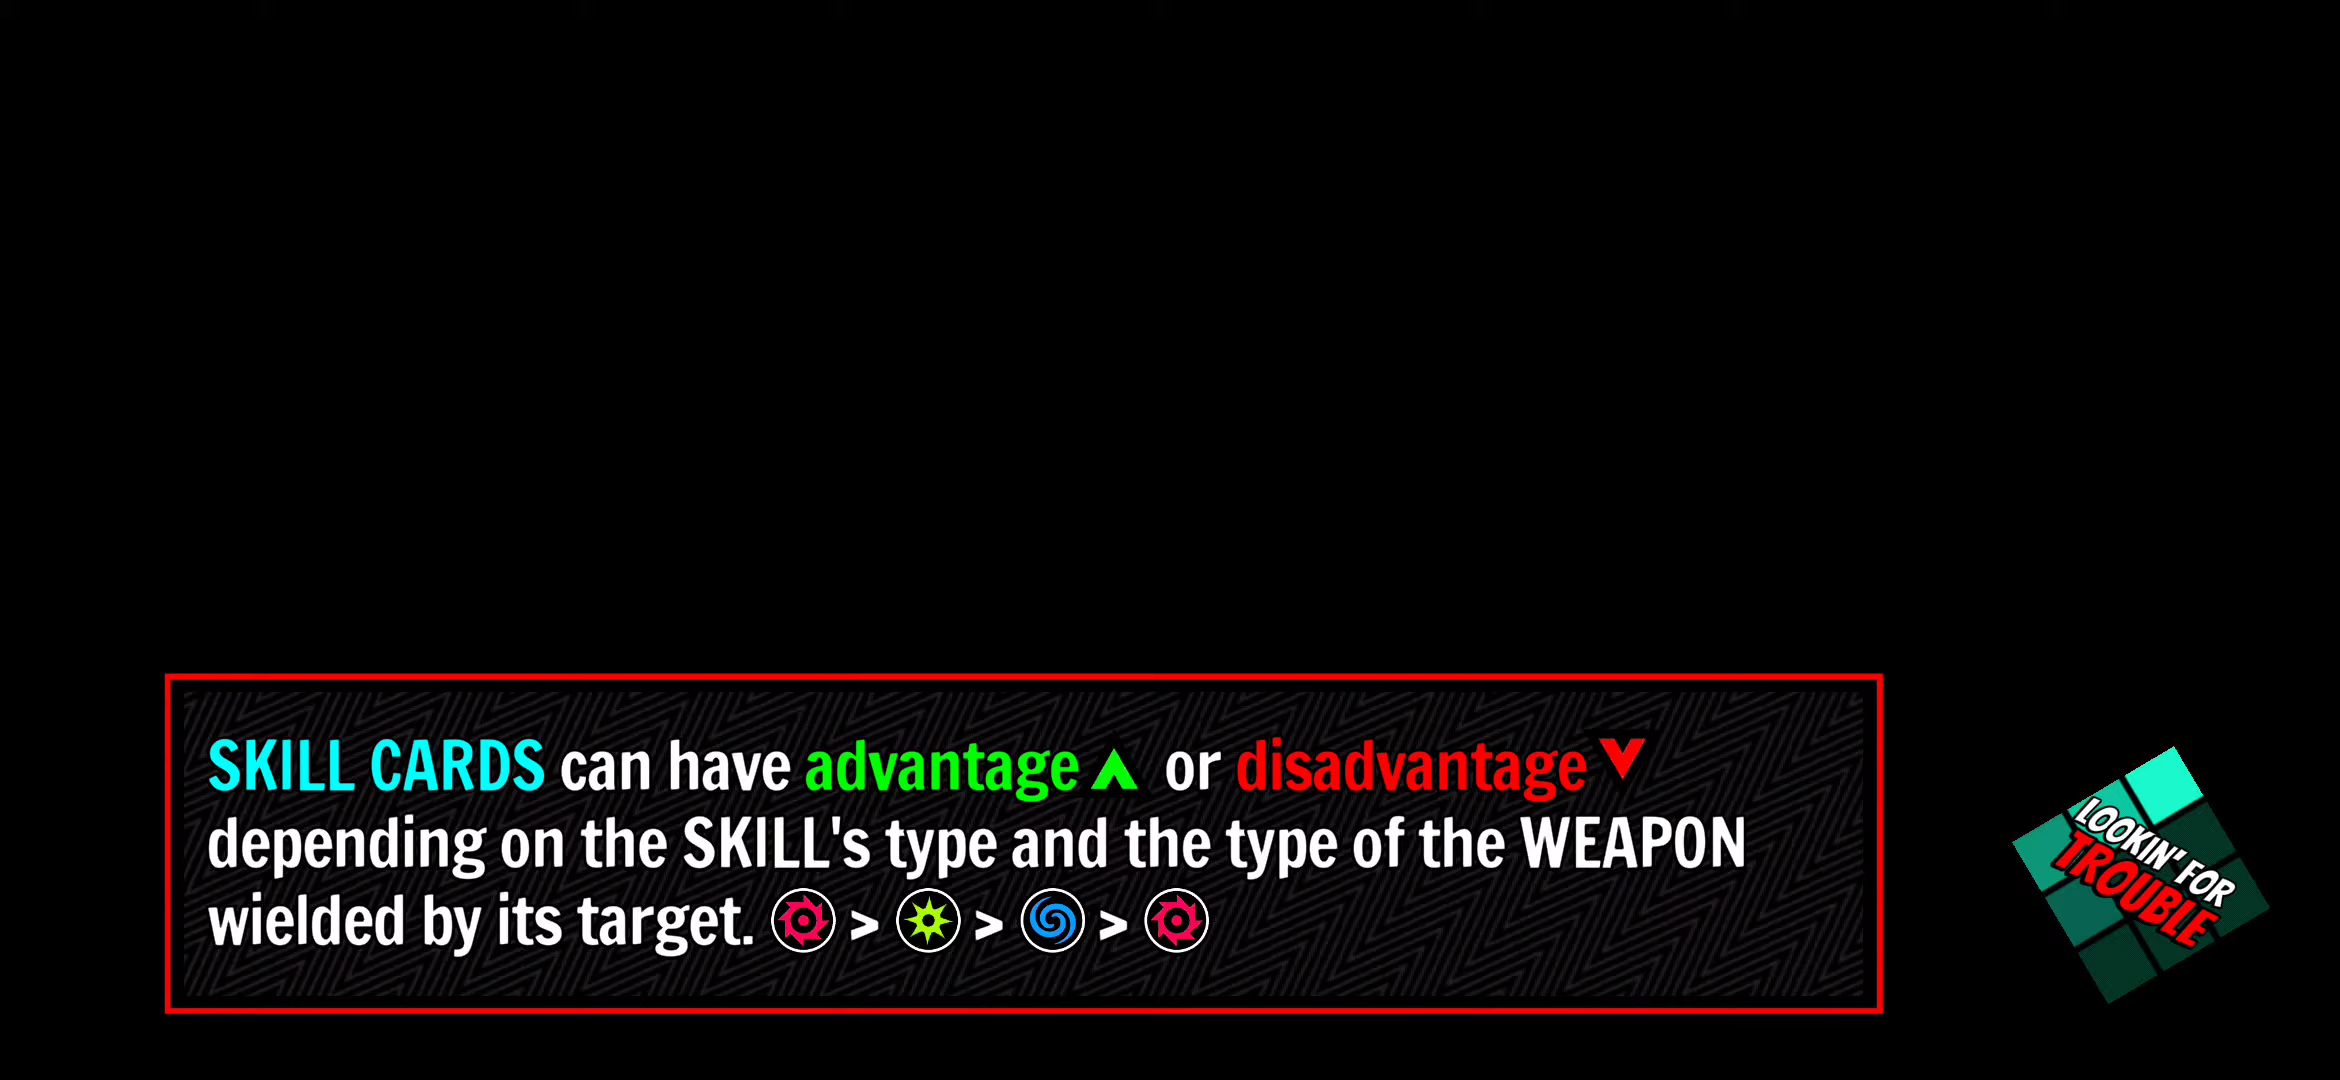 SKILL CARDS can have advantage or disadvantage
depending on the SKILL's type and the type of the WEAPON
wielded by its target. > > >
LOOKIN' FOR
TROUBLE